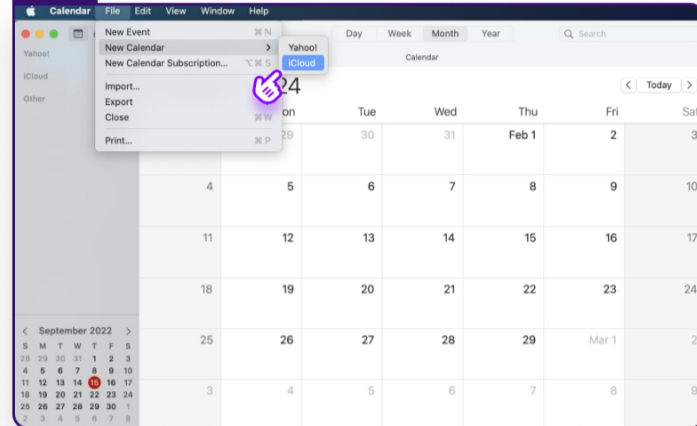 Calendar File Edit View Window Help
New Event ⌘ N
New Calendar > Yahoo!
iCloud
New Calendar Subscription... ⌥⌘ S
Import...
Export
Close ⌘ W
Print... ⌘ P
Day Week Month Year Search
Calendar
Yahoo!
iCloud
Other
24
< Today >
on Tue Wed Thu Fri Sat
29 30 31 Feb 1 2 3
4 5 6 7 8 9 10
11 12 13 14 15 16 17
18 19 20 21 22 23 24
25 26 27 28 29 Mar 1 2
3 4 5 6 7 8 9
< September 2022 >
S M T W T F S
28 29 30 31 1 2 3
4 5 6 7 8 9 10
11 12 13 14 15 16 17
18 19 20 21 22 23 24
25 26 27 28 29 30 1
2 3 4 5 6 7 8